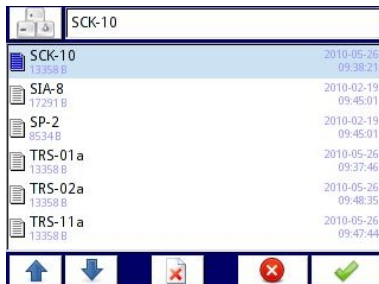 SCK-10
SCK-10
2010-05-26
13358 B
09:38:21
SIA-8
2010-02-19
17291 B
09:45:01
SP-2
2010-02-19
8534 B
09:45:01
TRS-01a
2010-05-26
13358 B
09:37:46
TRS-02a
2010-05-26
13358 B
09:48:35
TRS-11a
2010-05-26
13358 B
09:47:44